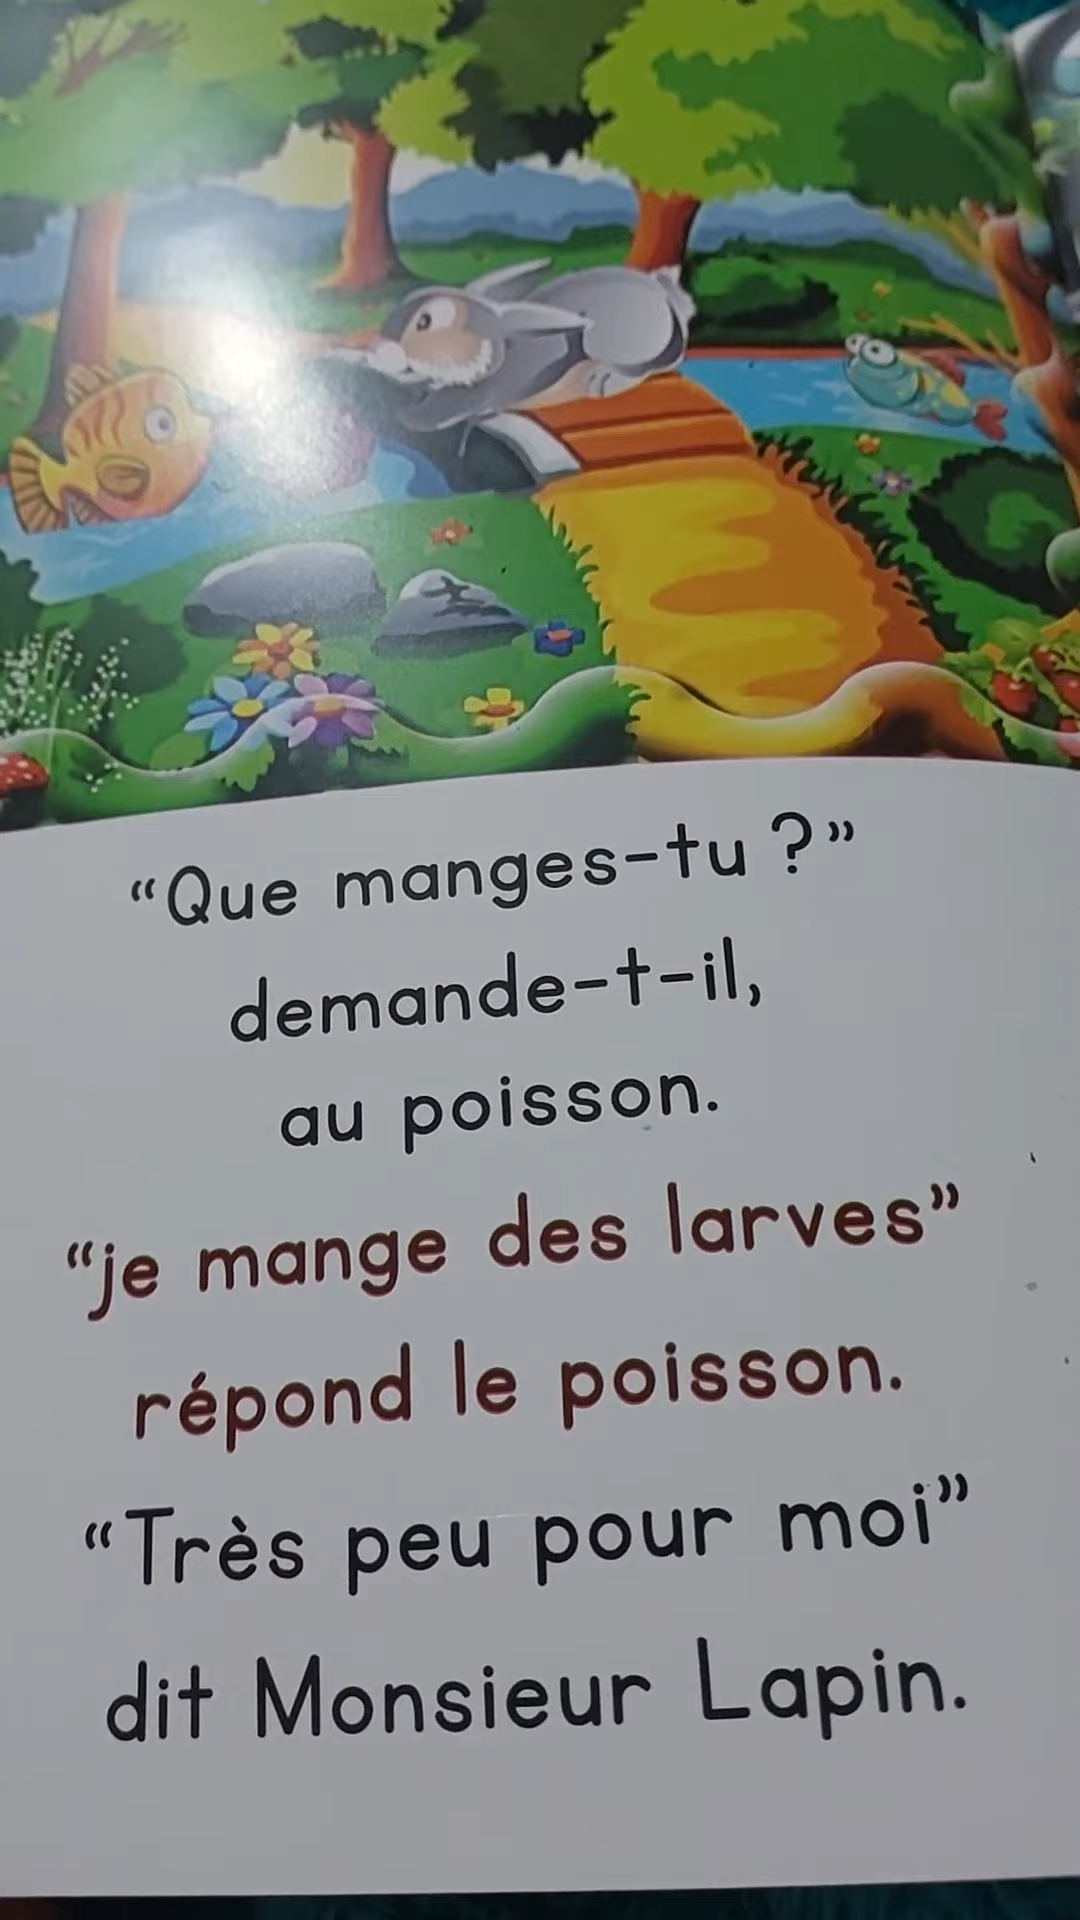 “Que manges-tu ?”
demande-t-il,
au poisson.
“je mange des larves”
répond le poisson.
“Très peu pour moi”
dit Monsieur Lapin.